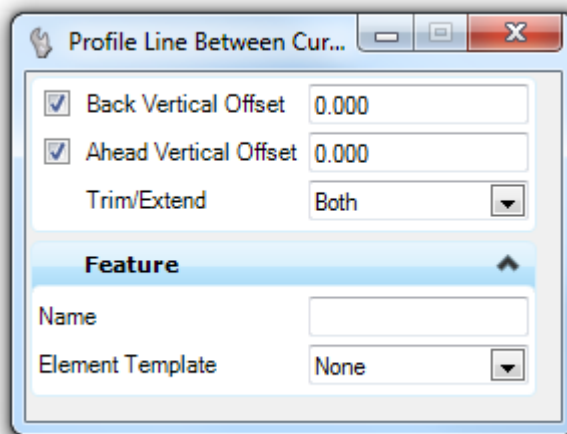 Profile Line Between Cur...
Back Vertical Offset 0.000
Ahead Vertical Offset 0.000
Trim/Extend Both
Feature
Name
Element Template None